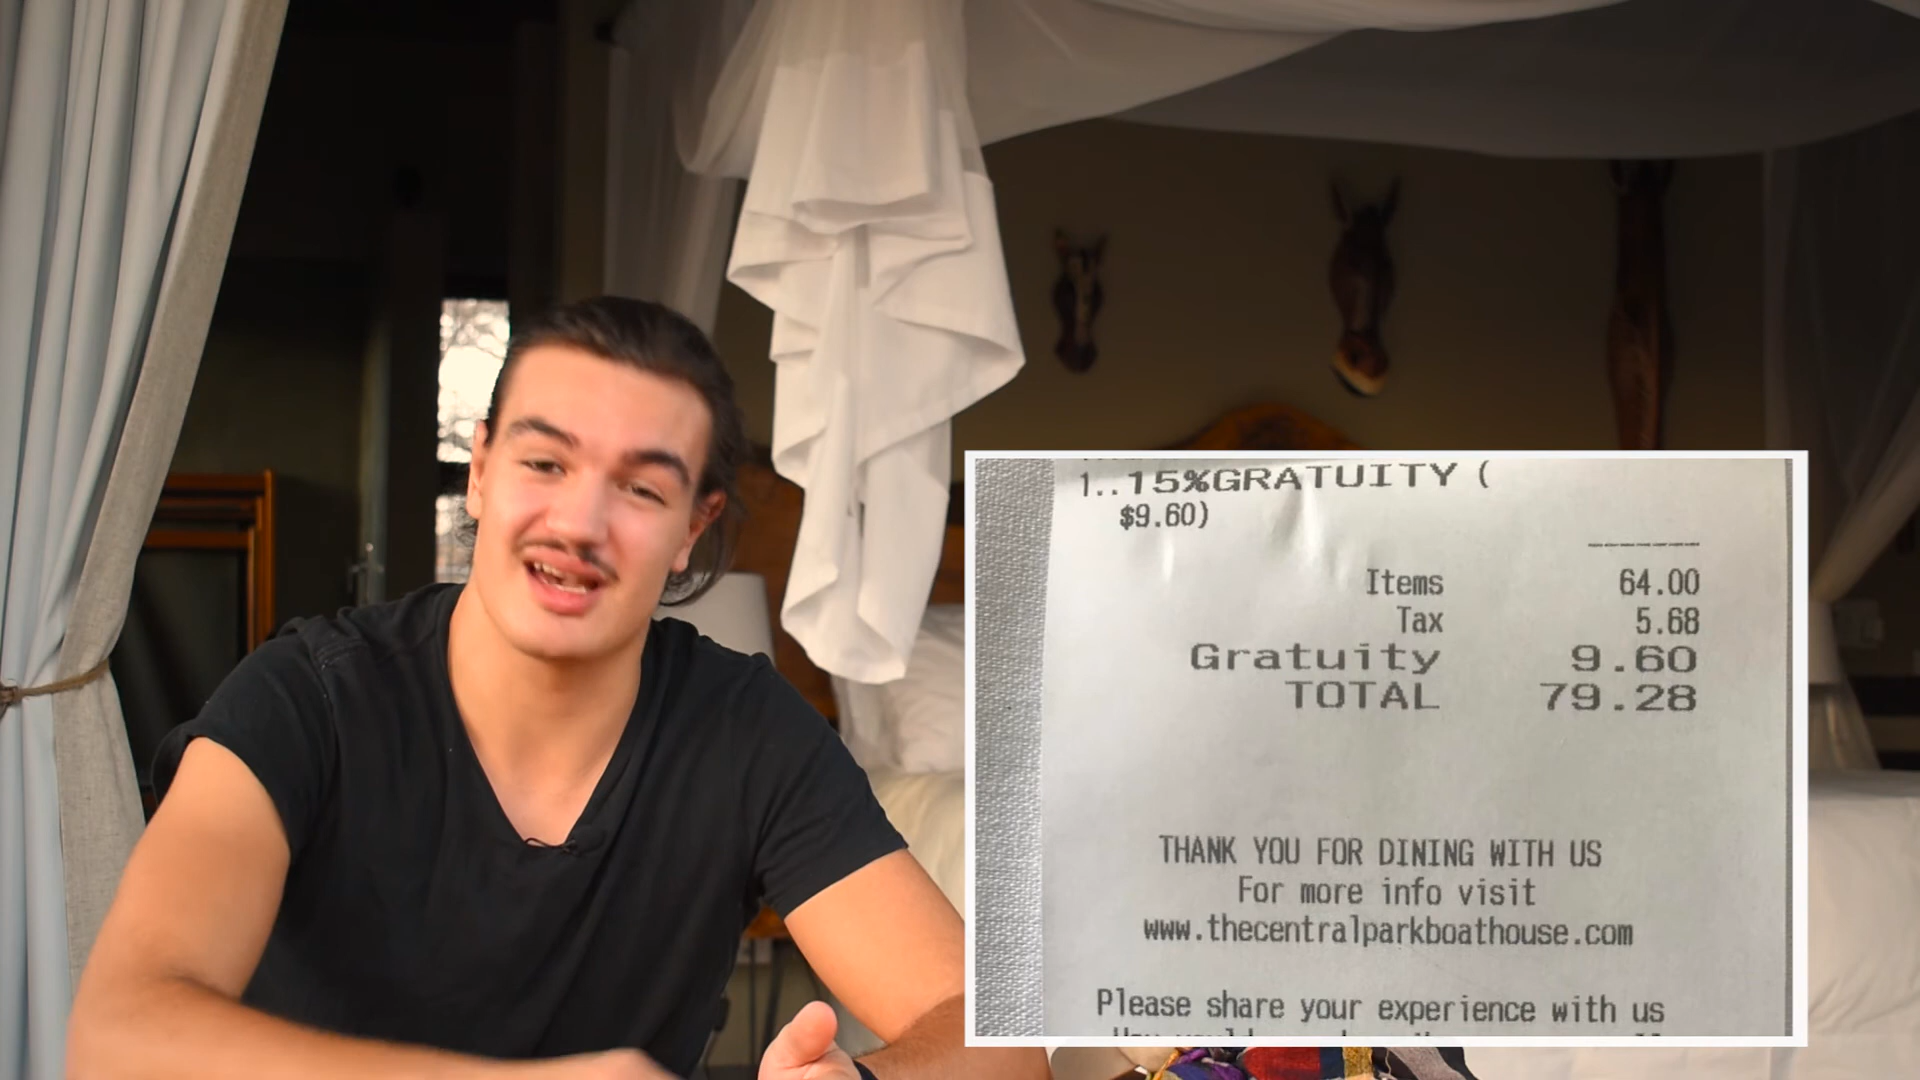 1..15%GRATUITY (
$9.60)
Items 64.00
Tax 5.68
Gratuity 9.60
TOTAL 79.28
THANK YOU FOR DINING WITH US
For more info visit
www.thecentralparkboathouse.com
Please share your experience with us